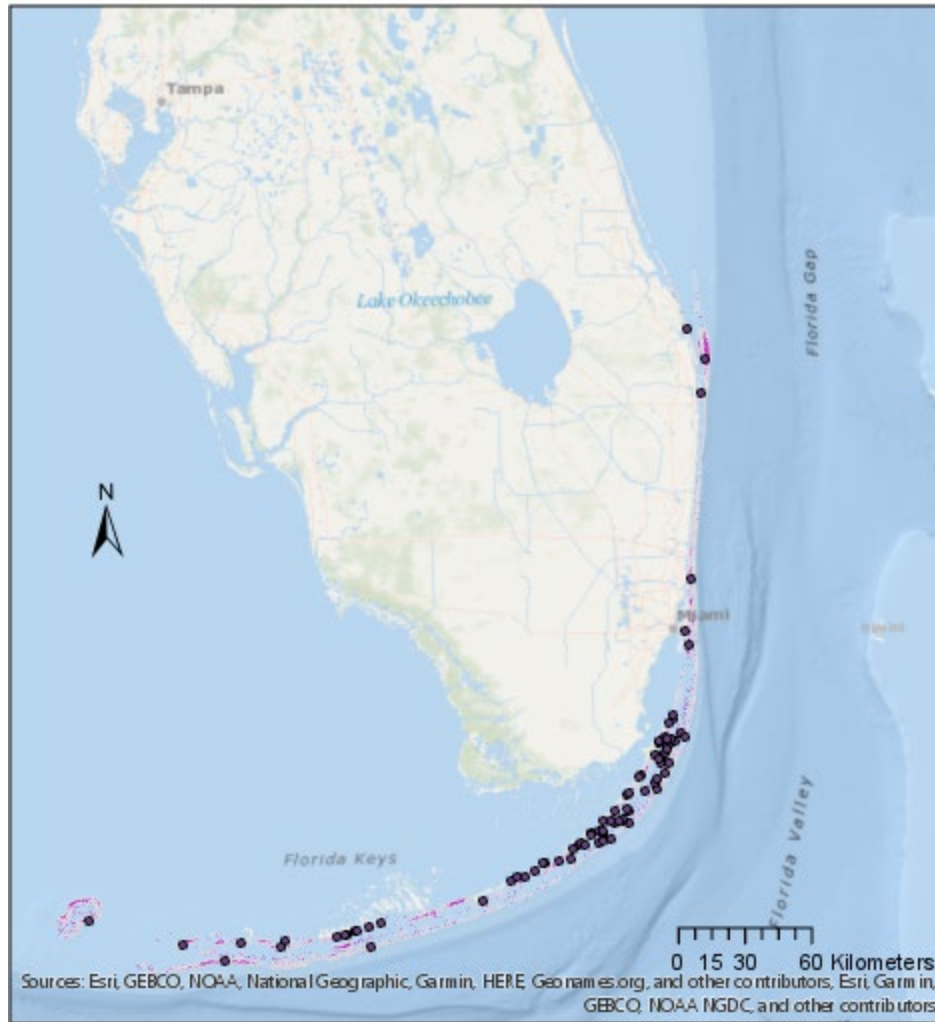 Tampa
Lake Okeechobee
Florida Gap
N
Miami
Florida Valley
Florida Keys
0 15 30 60 Kilometers
Sources: Esri, GEBCO, NOAA, National Geographic, Garmin, HERE, Geonames.org, and other contributors, Esri, Garmin,
GEBCO, NOAA NGDC, and other contributors